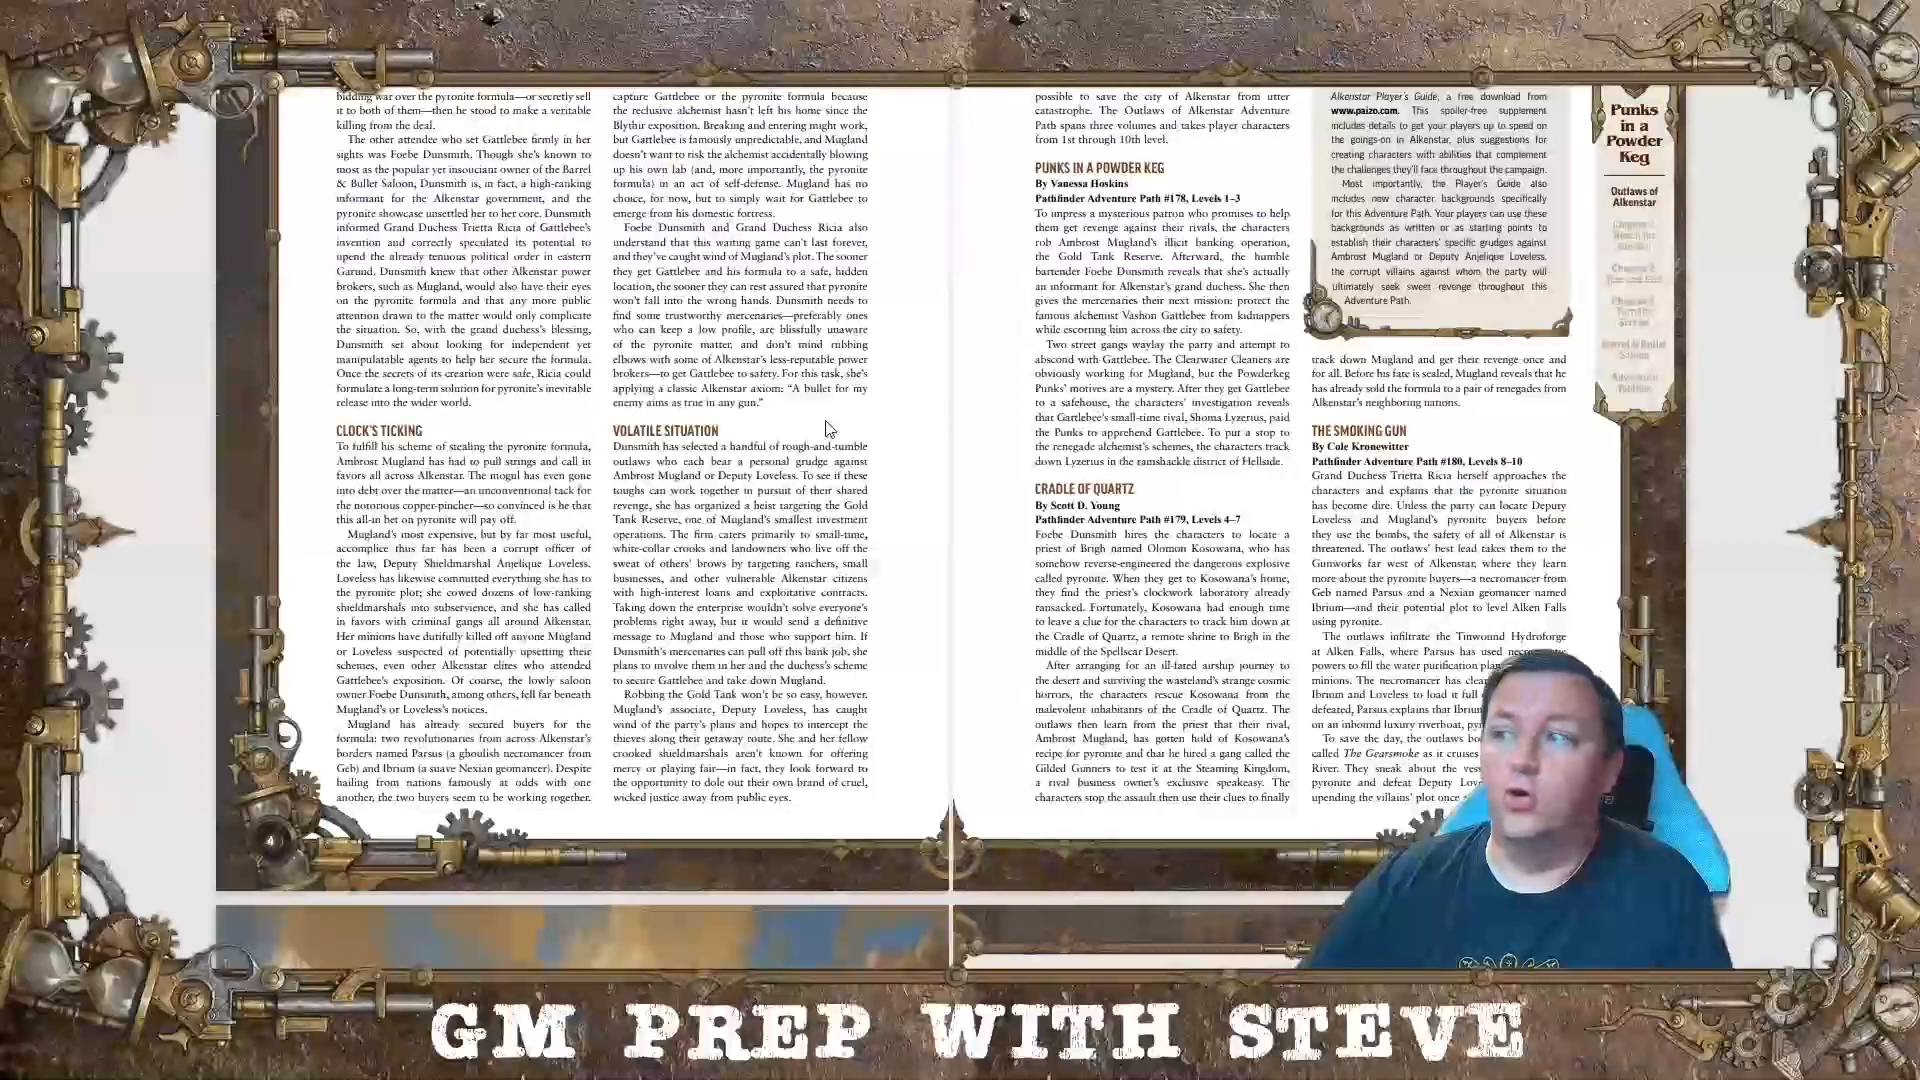 bidding war over the pyronite formula—or secretly sell
it to both of them—then he stood to make a veritable
killing from the deal.
The other attendee who set Gattlebee firmly in her
sights was Foebe Dunsmith. Though she's known to
most as the popular yet insouciant owner of the Barrel
& Bullet Saloon, Dunsmith is, in fact, a high-ranking
informant for the Alkenstar government, and the
pyronite showcase unsettled her to her core. Dunsmith
informed Grand Duchess Trietta Ricia of Gattlebee's
invention and correctly speculated its potential to
upend the already tenuous political order in eastern
Garund. Dunsmith knew that other Alkenstar power
brokers, such as Mugland, would also have their eyes
on the pyronite formula and that any more public
attention drawn to the matter would only complicate
the situation. So, with the grand duchess's blessing,
Dunsmith set about looking for independent yet
manipulatable agents to help her secure the formula.
Once the secrets of its creation were safe, Ricia could
formulate a long-term solution for pyronite's inevitable
release into the wider world.
CLOCK'S TICKING
To fulfill his scheme of stealing the pyronite formula,
Ambrost Mugland has had to pull strings and call in
favors all across Alkenstar. The mogul has even gone
into debt over the matter—an unconventional tack for
the notorious copper-pincher—so convinced is he that
this all-in bet on pyronite will pay off.
Mugland's most expensive, but by far most useful,
accomplice thus far has been a corrupt officer of
the law, Deputy Shieldmarshal Anjelique Loveless.
Loveless has likewise committed everything she has to
the pyronite plot; she cowed dozens of low-ranking
shieldmarshals into subservience, and she has called
in favors with criminal gangs all around Alkenstar.
Her minions have dutifully killed off anyone Mugland
or Loveless suspected of potentially upsetting their
schemes, even other Alkenstar elites who attended
Gattlebee's exposition. Of course, the lowly saloon
owner Foebe Dunsmith, among others, fell far beneath
Mugland's or Loveless's notices.
Mugland has already secured buyers for the
formula: two revolutionaries from across Alkenstar's
borders named Parsus (a ghoulish necromancer from
Geb) and Ibrium (a suave Nexian geomancer). Despite
hailing from nations famously at odds with one
another, the two buyers seem to be working together.
capture Gattlebee or the pyronite formula because
the reclusive alchemist hasn't left his home since the
Blythir exposition. Breaking and entering might work,
but Gattlebee is famously unpredictable, and Mugland
doesn't want to risk the alchemist accidentally blowing
up his own lab (and, more importantly, the pyronite
formula) in an act of self-defense. Mugland has no
choice, for now, but to simply wait for Gattlebee to
emerge from his domestic fortress.
Foebe Dunsmith and Grand Duchess Ricia also
understand that this waiting game can't last forever,
and they've caught wind of Mugland's plot. The sooner
they get Gattlebee and his formula to a safe, hidden
location, the sooner they can rest assured that pyronite
won't fall into the wrong hands. Dunsmith needs to
find some trustworthy mercenaries—preferably ones
who can keep a low profile, are blissfully unaware
of the pyronite matter, and don't mind rubbing
elbows with some of Alkenstar's less-reputable power
brokers—to get Gattlebee to safety. For this task, she's
applying a classic Alkenstar axiom: “A bullet for my
enemy aims as true in any gun.”
VOLATILE SITUATION
Dunsmith has selected a handful of rough-and-tumble
outlaws who each bear a personal grudge against
Ambrost Mugland or Deputy Loveless. To see if these
toughs can work together in pursuit of their shared
revenge, she has organized a heist targeting the Gold
Tank Reserve, one of Mugland's smallest investment
operations. The firm caters primarily to small-time,
white-collar crooks and landowners who live off the
sweat of others' brows by targeting ranchers, small
businesses, and other vulnerable Alkenstar citizens
with high-interest loans and exploitative contracts.
Taking down the enterprise wouldn't solve everyone's
problems right away, but it would send a definitive
message to Mugland and those who support him. If
Dunsmith's mercenaries can pull off this bank job, she
plans to involve them in her and the duchess's scheme
to secure Gattlebee and take down Mugland.
Robbing the Gold Tank won't be so easy, however.
Mugland's associate, Deputy Loveless, has caught
wind of the party's plans and hopes to intercept the
thieves along their getaway route. She and her fellow
crooked shieldmarshals aren't known for offering
mercy or playing fair—in fact, they look forward to
the opportunity to dole out their own brand of cruel,
wicked justice away from public eyes.
possible to save the city of Alkenstar from utter
catastrophe. The Outlaws of Alkenstar Adventure
Path spans three volumes and takes player characters
from 1st through 10th level.
PUNKS IN A POWDER KEG
By Vanessa Hoskins
Pathfinder Adventure Path #178, Levels 1–3
To impress a mysterious patron who promises to help
them get revenge against their rivals, the characters
rob Ambrost Mugland's illicit banking operation,
the Gold Tank Reserve. Afterward, the humble
bartender Foebe Dunsmith reveals that she's actually
an informant for Alkenstar's grand duchess. She then
gives the mercenaries their next mission: protect the
famous alchemist Vashon Gattlebee from kidnappers
while escorting him across the city to safety.
Two street gangs waylay the party and attempt to
abscond with Gattlebee. The Clearwater Cleaners are
obviously working for Mugland, but the Powderkeg
Punks' motives are a mystery. After they get Gattlebee
to a safehouse, the characters' investigation reveals
that Gattlebee's small-time rival, Shoma Lyzerius, paid
the Punks to apprehend Gattlebee. To put a stop to
the renegade alchemist's schemes, the characters track
down Lyzerius in the ramshackle district of Hellside.
CRADLE OF QUARTZ
By Scott D. Young
Pathfinder Adventure Path #179, Levels 4–7
Foebe Dunsmith hires the characters to locate a
priest of Brigh named Olomon Kosowana, who has
somehow reverse-engineered the dangerous explosive
called pyronite. When they get to Kosowana's home,
they find the priest's clockwork laboratory already
ransacked. Fortunately, Kosowana had enough time
to leave a clue for the characters to track him down at
the Cradle of Quartz, a remote shrine to Brigh in the
middle of the Spellscar Desert.
After arranging for an ill-fated airship journey to
the desert and surviving the wasteland's strange cosmic
horrors, the characters rescue Kosowana from the
malevolent inhabitants of the Cradle of Quartz. The
outlaws then learn from the priest that their rival,
Ambrost Mugland, has gotten hold of Kosowana's
recipe for pyronite and that he hired a gang called the
Gilded Gunners to test it at the Steaming Kingdom,
a rival business owner's exclusive speakeasy. The
characters stop the assault then use their clues to finally
Alkenstar Player's Guide, a free download from
www.paizo.com. This spoiler-free supplement
includes details to get your players up to speed on
the goings-on in Alkenstar, plus suggestions for
creating characters with abilities that complement
the challenges they'll face throughout the campaign.
Most importantly, the Player's Guide also
includes new character backgrounds specifically
for this Adventure Path. Your players can use these
backgrounds as written or as starting points to
establish their characters' specific grudges against
Ambrost Mugland or Deputy Anjelique Loveless,
the corrupt villains against whom the party will
ultimately seek sweet revenge throughout this
Adventure Path.
track down Mugland and get their revenge once and
for all. Before his fate is sealed, Mugland reveals that he
has already sold the formula to a pair of renegades from
Alkenstar's neighboring nations.
THE SMOKING GUN
By Cole Kronewitter
Pathfinder Adventure Path #180, Levels 8–10
Grand Duchess Trietta Ricia herself approaches the
characters and explains that the pyronite situation
has become dire. Unless the party can locate Deputy
Loveless and Mugland's pyronite buyers before
they use the bombs, the safety of all of Alkenstar is
threatened. The outlaws' best lead takes them to the
Gunworks far west of Alkenstar, where they learn
more about the pyronite buyers—a necromancer from
Geb named Parsus and a Nexian geomancer named
Ibrium—and their potential plot to level Alken Falls
using pyronite.
The outlaws infiltrate the Tinwound Hydroforge
at Alken Falls, where Parsus has used
powers to fill the water purification
minions. The necromancer has
Ibrium and Loveless to load it full
defeated, Parsus explains that
on an inbound luxury riverboat,
To save the day, the outlaws
called The Gearsmoke as it cruises
River. They sneak about the
pyronite and defeat Deputy
upending the villains' plot once
Punks
in a
Powder
Keg
Outlaws of
Alkenstar
Barrel & Bullet
Saloon
Adventure
Toolbox
GM PREP WITH STEVE